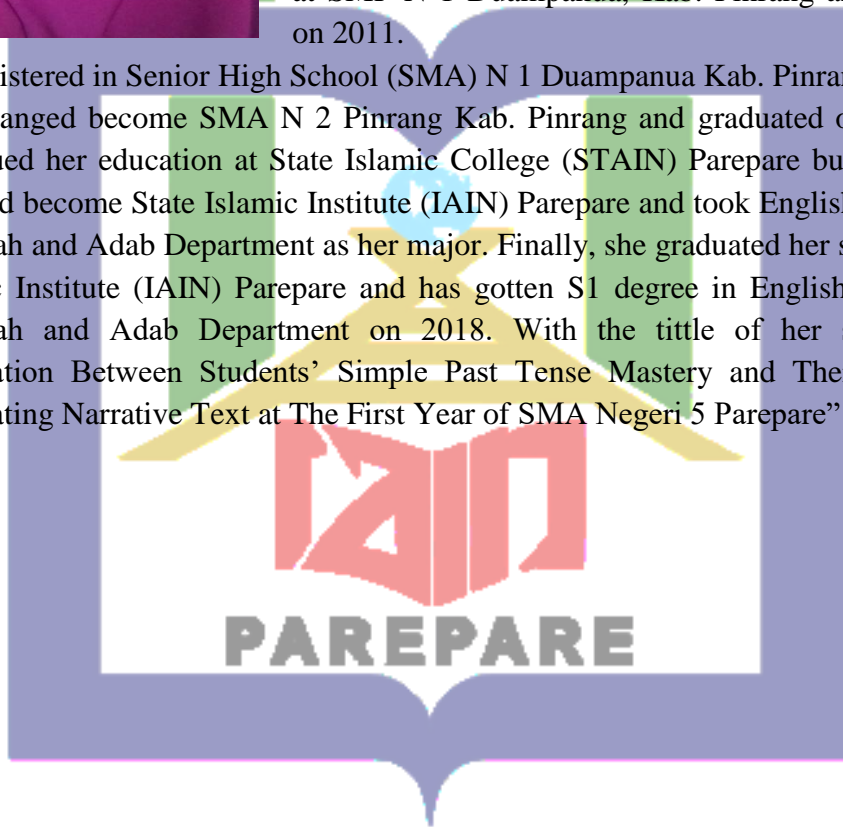 on 2011.
istered in Senior High School (SMA) N 1 Duampanua Kab. Pinran
anged become SMA N 2 Pinrang Kab. Pinrang and graduated o
ued her education at State Islamic College (STAIN) Parepare bu
d become State Islamic Institute (IAIN) Parepare and took English
ah and Adab Department as her major. Finally, she graduated her s
c Institute (IAIN) Parepare and has gotten S1 degree in English
ah and Adab Department on 2018. With the tittle of her s
ation Between Students’ Simple Past Tense Mastery and The
ating Narrative Text at The First Year of SMA Negeri 5 Parepare”
IAIN
PAREPARE